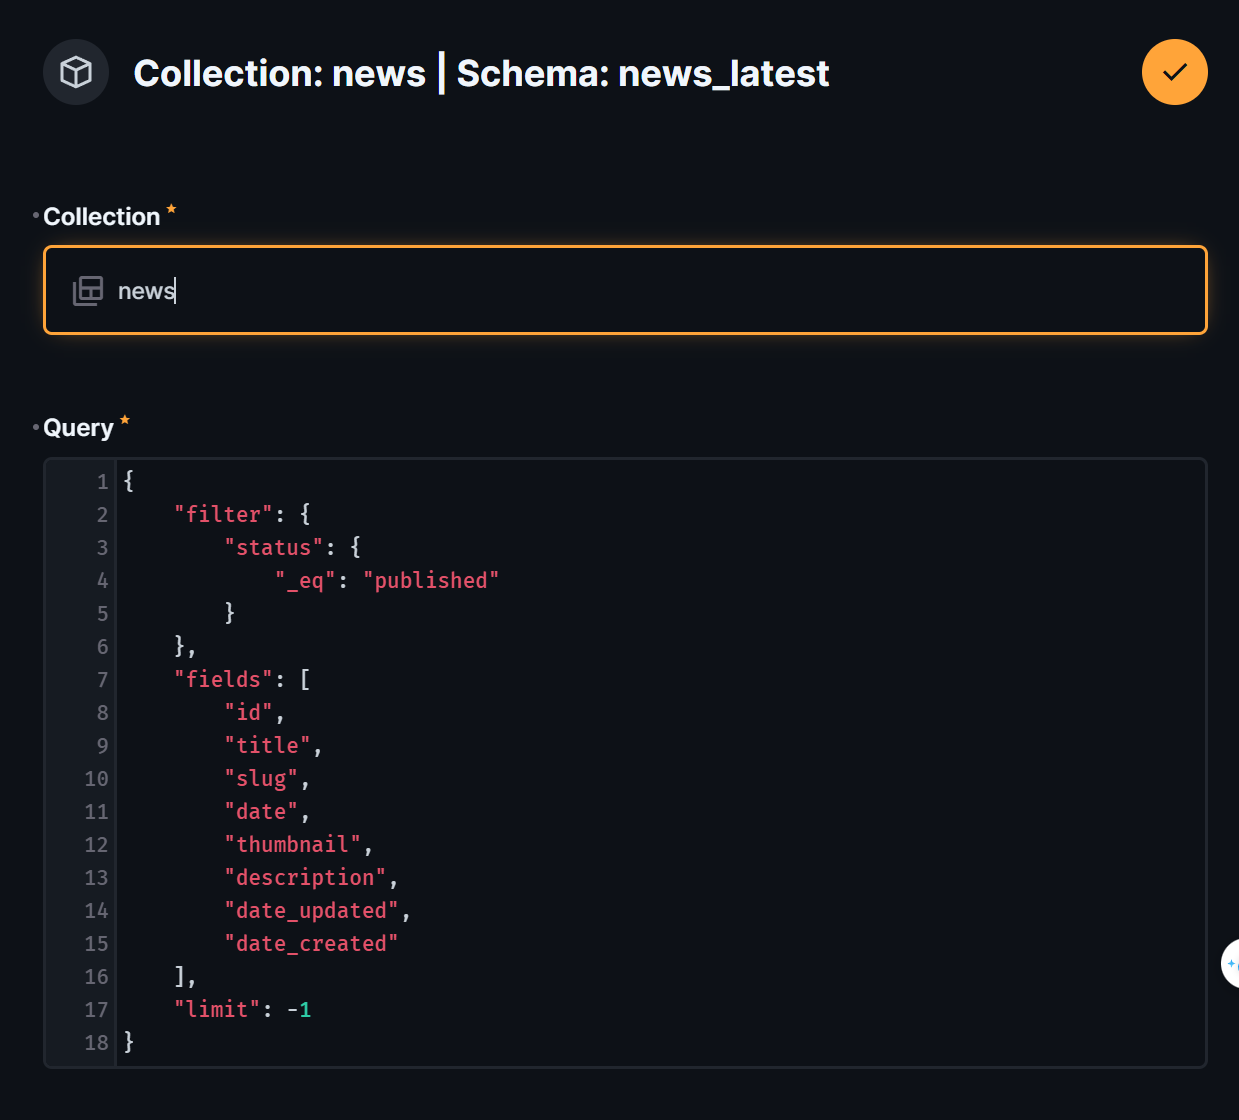 Collection: news | Schema: news_latest
Collection *
news
Query *
1 {
2     "filter": {
3         "status": {
4             "_eq": "published"
5         }
6     },
7     "fields": [
8         "id",
9         "title",
10         "slug",
11         "date",
12         "thumbnail",
13         "description",
14         "date_updated",
15         "date_created"
16     ],
17     "limit": -1
18 }